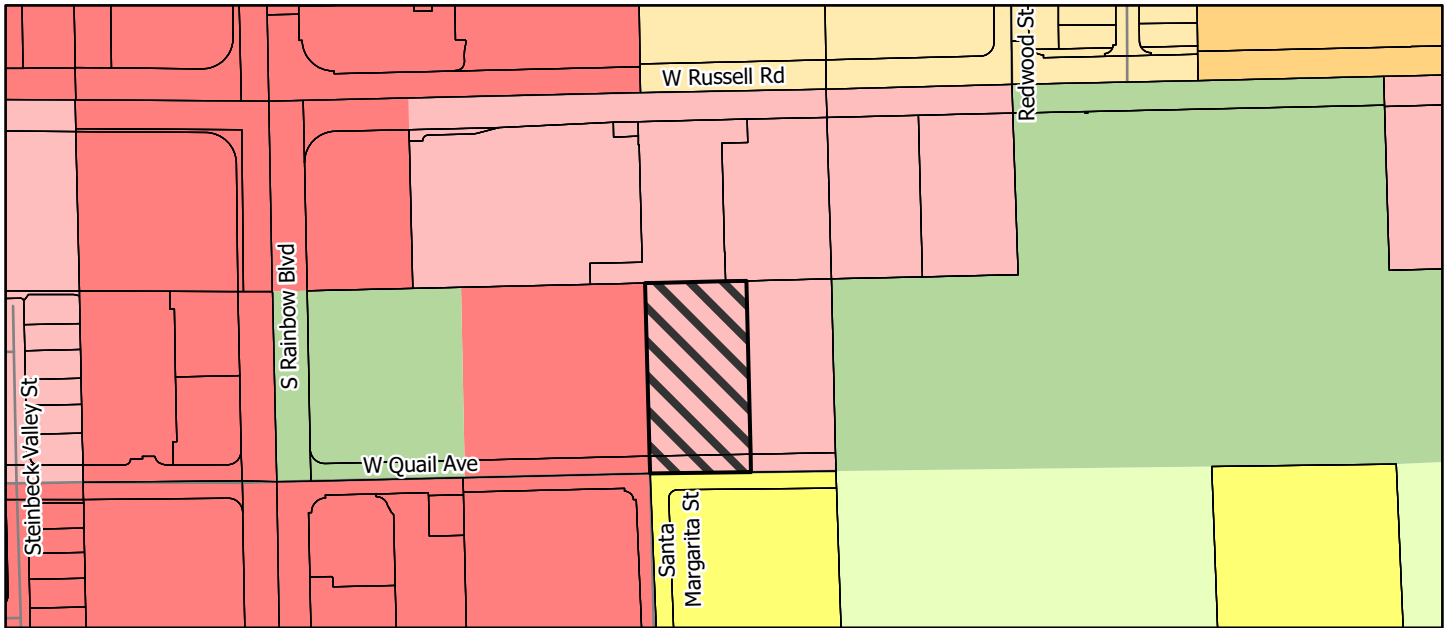 W Russell Rd
Redwood St
S Rainbow Blvd
Steinbeck Valley St
W Quail Ave
Santa
Margarita St